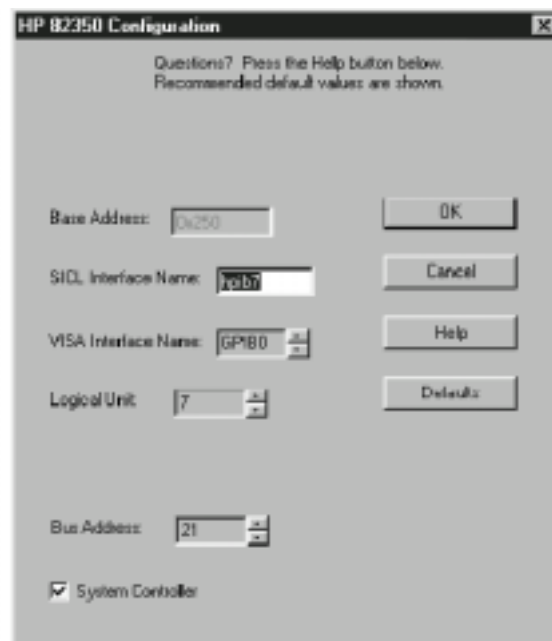 HP 82350 Configuration
Questions? Press the Help button below.
Recommended default values are shown.
Base Address: 0x250
OK
SICL Interface Name: hpib7
Cancel
VISA Interface Name: GPIB0
Help
Logical Unit: 7
Defaults
Bus Address: 21
System Controller